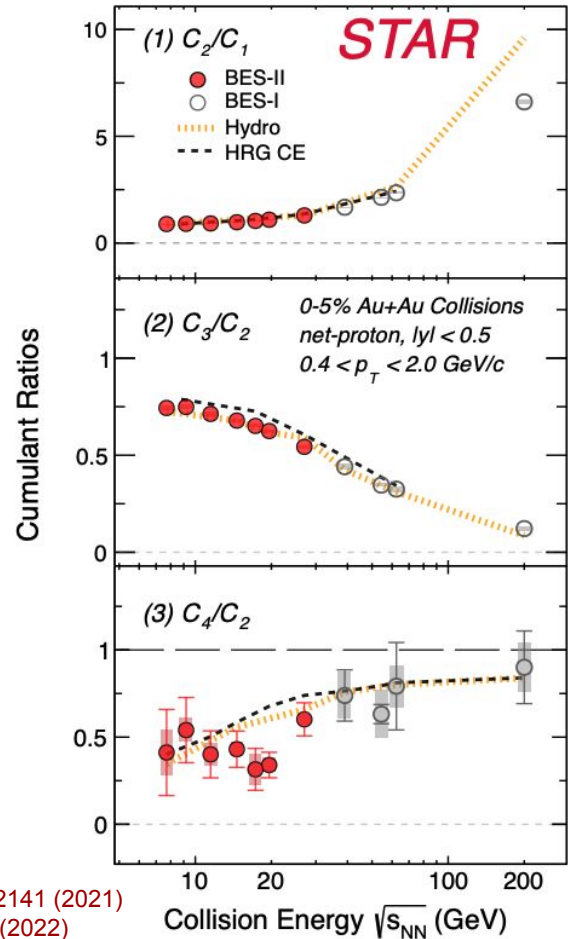 STAR
(1) C₂/C₁
BES-II
BES-I
Hydro
HRG CE
10
5
0
(2) C₃/C₂
0-5% Au+Au Collisions
net-proton, |y| < 0.5
0.4 < p_T < 2.0 GeV/c
1
0.5
0
Cumulant Ratios
(3) C₄/C₂
1
0.5
0
10 20 100 200
Collision Energy √s_NN (GeV)
2141 (2021)
(2022)